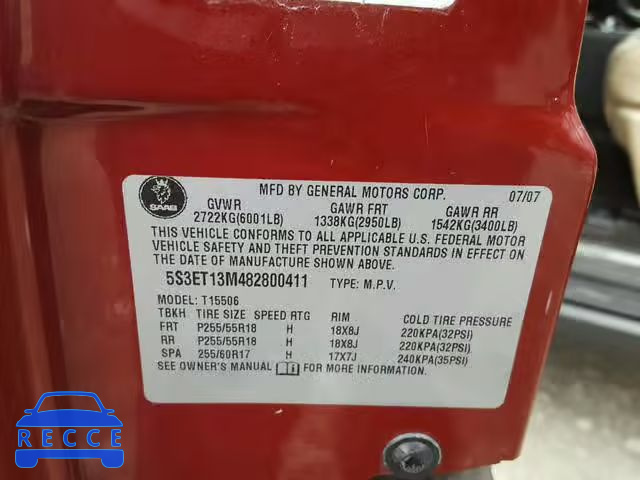 MFD BY GENERAL MOTORS CORP. 07/07
SAAB
GVWR GAWR FRT GAWR RR
2722KG(6001LB) 1338KG(2950LB) 1542KG(3400LB)
THIS VEHICLE CONFORMS TO ALL APPLICABLE U.S. FEDERAL MOTOR
VEHICLE SAFETY AND THEFT PREVENTION STANDARDS IN EFFECT ON
THE DATE OF MANUFACTURE SHOWN ABOVE.
5S3ET13M482800411 TYPE: M.P.V.
MODEL: T15506
TBKH TIRE SIZE SPEED RTG RIM COLD TIRE PRESSURE
FRT P255/55R18 H 18X8J 220KPA(32PSI)
RR P255/55R18 H 18X8J 220KPA(32PSI)
SPA 255/60R17 H 17X7J 240KPA(35PSI)
SEE OWNER'S MANUAL FOR MORE INFORMATION.
RECCE